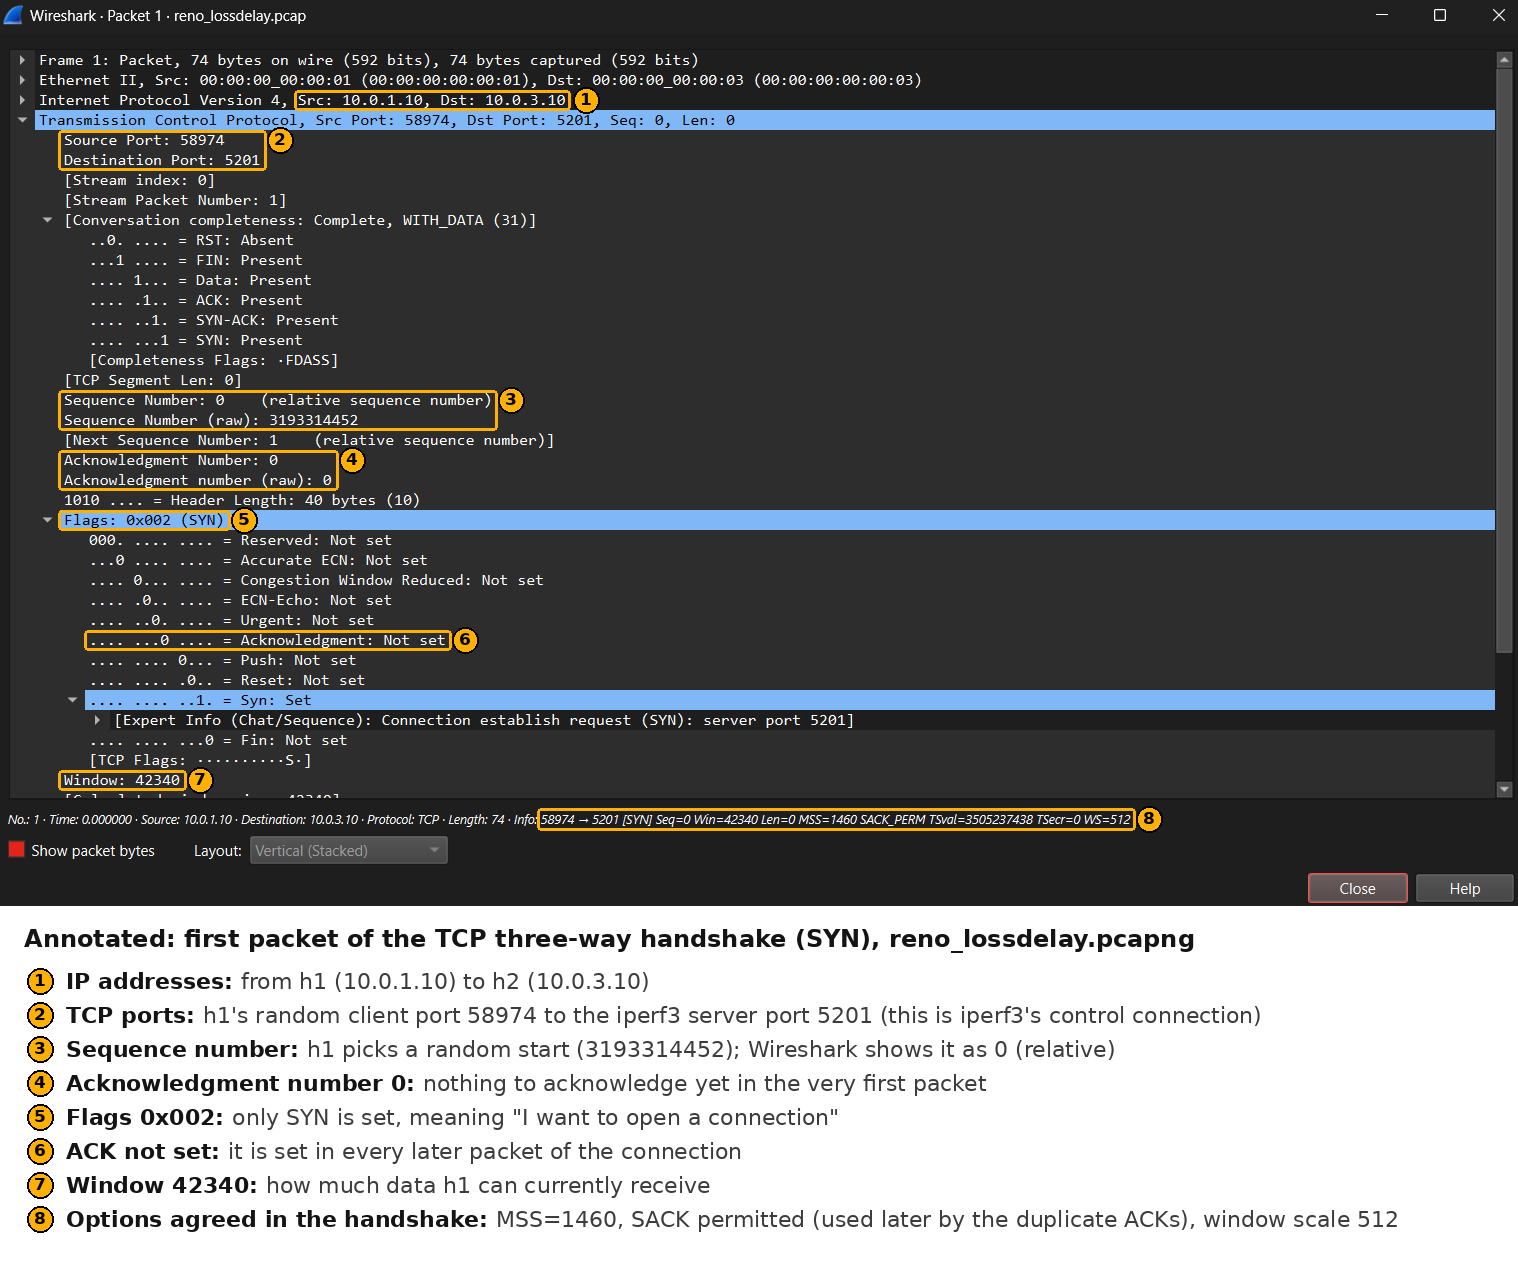 Wireshark · Packet 1 · reno_lossdelay.pcap
Frame 1: Packet, 74 bytes on wire (592 bits), 74 bytes captured (592 bits)
Ethernet II, Src: 00:00:00_00:00:01 (00:00:00:00:00:01), Dst: 00:00:00_00:00:03 (00:00:00:00:00:03)
Internet Protocol Version 4, Src: 10.0.1.10, Dst: 10.0.3.10 1
Transmission Control Protocol, Src Port: 58974, Dst Port: 5201, Seq: 0, Len: 0
Source Port: 58974 2
Destination Port: 5201
[Stream index: 0]
[Stream Packet Number: 1]
[Conversation completeness: Complete, WITH_DATA (31)]
..0. .... = RST: Absent
...1 .... = FIN: Present
.... 1... = Data: Present
.... .1.. = ACK: Present
.... ..1. = SYN-ACK: Present
.... ...1 = SYN: Present
[Completeness Flags: ·FDASS]
[TCP Segment Len: 0]
Sequence Number: 0    (relative sequence number) 3
Sequence Number (raw): 3193314452
[Next Sequence Number: 1    (relative sequence number)]
Acknowledgment Number: 0 4
Acknowledgment number (raw): 0
1010 .... = Header Length: 40 bytes (10)
Flags: 0x002 (SYN) 5
000. .... .... = Reserved: Not set
...0 .... .... = Accurate ECN: Not set
.... 0... .... = Congestion Window Reduced: Not set
.... .0.. .... = ECN-Echo: Not set
.... ..0. .... = Urgent: Not set
.... ...0 .... = Acknowledgment: Not set 6
.... .... 0... = Push: Not set
.... .... .0.. = Reset: Not set
.... .... ..1. = Syn: Set
[Expert Info (Chat/Sequence): Connection establish request (SYN): server port 5201]
.... .... ...0 = Fin: Not set
[TCP Flags: ··········S·]
Window: 42340 7
No.: 1 · Time: 0.000000 · Source: 10.0.1.10 · Destination: 10.0.3.10 · Protocol: TCP · Length: 74 · Info: 58974 → 5201 [SYN] Seq=0 Win=42340 Len=0 MSS=1460 SACK_PERM TSval=3505237438 TSecr=0 WS=512 8
Show packet bytes Layout: Vertical (Stacked)
Close Help
Annotated: first packet of the TCP three-way handshake (SYN), reno_lossdelay.pcapng
1 IP addresses: from h1 (10.0.1.10) to h2 (10.0.3.10)
2 TCP ports: h1's random client port 58974 to the iperf3 server port 5201 (this is iperf3's control connection)
3 Sequence number: h1 picks a random start (3193314452); Wireshark shows it as 0 (relative)
4 Acknowledgment number 0: nothing to acknowledge yet in the very first packet
5 Flags 0x002: only SYN is set, meaning "I want to open a connection"
6 ACK not set: it is set in every later packet of the connection
7 Window 42340: how much data h1 can currently receive
8 Options agreed in the handshake: MSS=1460, SACK permitted (used later by the duplicate ACKs), window scale 512